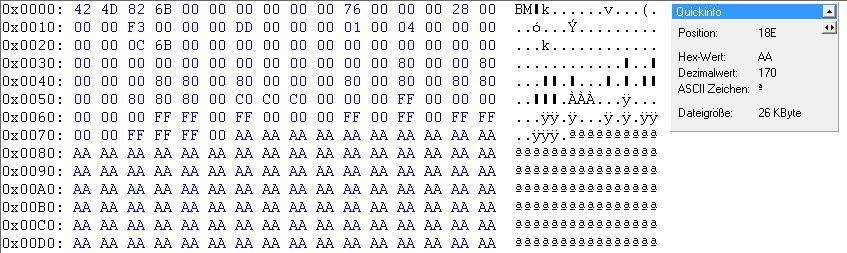 0x0000: 42 4D 82 6B 00 00 00 00 00 00 76 00 00 00 28 00 BM▌k......v...(.
0x0010: 00 00 F3 00 00 00 DD 00 00 00 01 00 04 00 00 00 ..ó...Ý.........
0x0020: 00 00 0C 6B 00 00 00 00 00 00 00 00 00 00 00 00 ...k............
0x0030: 00 00 00 00 00 00 00 00 00 00 00 00 80 00 00 80 ............▌..▌
0x0040: 00 00 00 80 80 00 80 00 00 00 80 00 80 00 80 80 ...▌▌.▌...▌.▌.▌▌
0x0050: 00 00 80 80 80 00 C0 C0 C0 00 00 00 FF 00 00 FF ..▌▌▌.ÀÀÀ...ÿ..ÿ
0x0060: 00 00 00 FF FF 00 FF 00 00 00 FF 00 FF 00 FF FF ...ÿÿ.ÿ...ÿ.ÿ.ÿÿ
0x0070: 00 00 FF FF FF 00 AA AA AA AA AA AA AA AA AA AA ..ÿÿÿ.ªªªªªªªªªª
0x0080: AA AA AA AA AA AA AA AA AA AA AA AA AA AA AA AA ªªªªªªªªªªªªªªªª
0x0090: AA AA AA AA AA AA AA AA AA AA AA AA AA AA AA AA ªªªªªªªªªªªªªªªª
0x00A0: AA AA AA AA AA AA AA AA AA AA AA AA AA AA AA AA ªªªªªªªªªªªªªªªª
0x00B0: AA AA AA AA AA AA AA AA AA AA AA AA AA AA AA AA ªªªªªªªªªªªªªªªª
0x00C0: AA AA AA AA AA AA AA AA AA AA AA AA AA AA AA AA ªªªªªªªªªªªªªªªª
0x00D0: AA AA AA AA AA AA AA AA AA AA AA AA AA AA AA AA ªªªªªªªªªªªªªªªª
Quickinfo
Position: 18E
Hex-Wert: AA
Dezimalwert: 170
ASCII Zeichen: ª
Dateigröße: 26 KByte